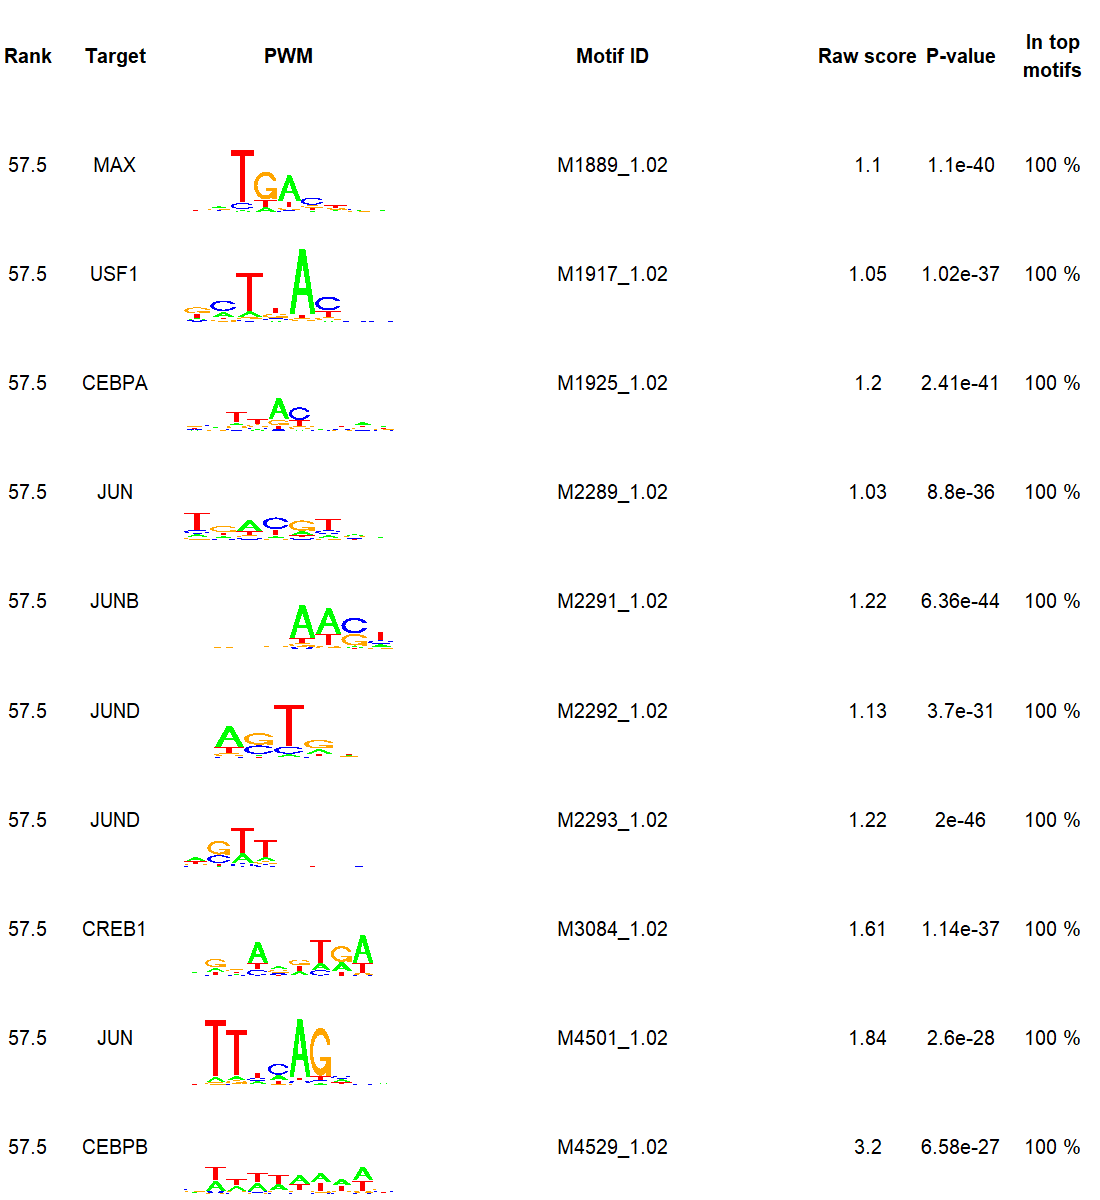 Rank Target PWM Motif ID Raw score P-value In top motifs
57.5 MAX M1889_1.02 1.1 1.1e-40 100 %
57.5 USF1 M1917_1.02 1.05 1.02e-37 100 %
57.5 CEBPA M1925_1.02 1.2 2.41e-41 100 %
57.5 JUN M2289_1.02 1.03 8.8e-36 100 %
57.5 JUNB M2291_1.02 1.22 6.36e-44 100 %
57.5 JUND M2292_1.02 1.13 3.7e-31 100 %
57.5 JUND M2293_1.02 1.22 2e-46 100 %
57.5 CREB1 M3084_1.02 1.61 1.14e-37 100 %
57.5 JUN M4501_1.02 1.84 2.6e-28 100 %
57.5 CEBPB M4529_1.02 3.2 6.58e-27 100 %